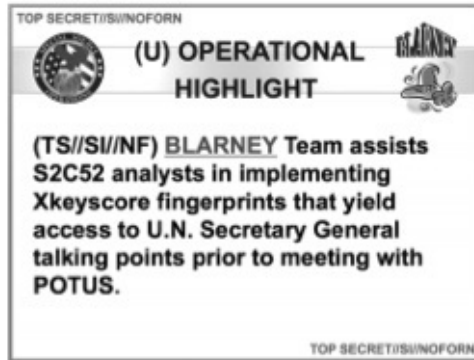 TOP SECRET//SI//NOFORN
(U) OPERATIONAL
HIGHLIGHT
BLARNEY
(TS//SI//NF) BLARNEY Team assists
S2C52 analysts in implementing
Xkeyscore fingerprints that yield
access to U.N. Secretary General
talking points prior to meeting with
POTUS.
TOP SECRET//SI//NOFORN